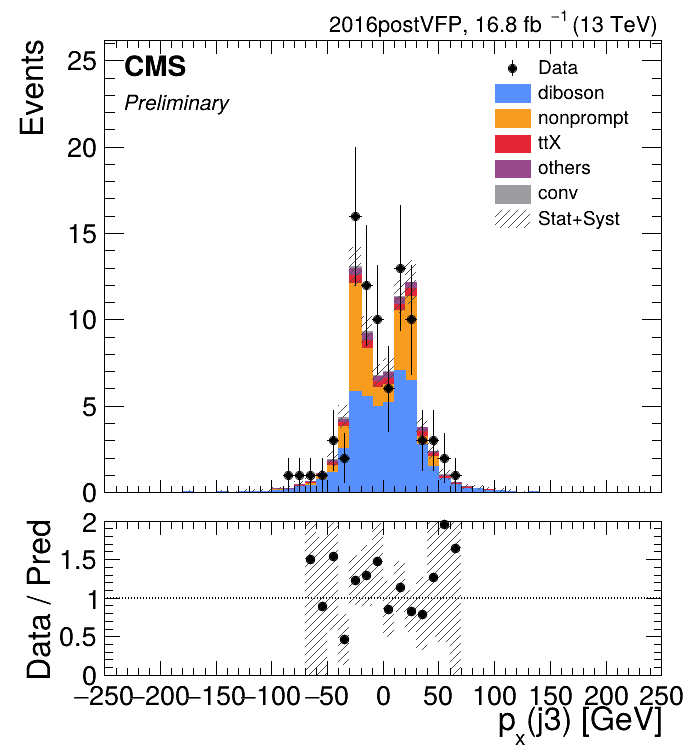 2016postVFP, 16.8 fb⁻¹ (13 TeV)
CMS
Preliminary
Events
25
20
15
10
5
0
Data
diboson
nonprompt
ttX
others
conv
Stat+Syst
Data / Pred
2
1.5
1
0.5
0
−250 −200 −150 −100 −50 0 50 100 150 200 250
pₓ(j3) [GeV]